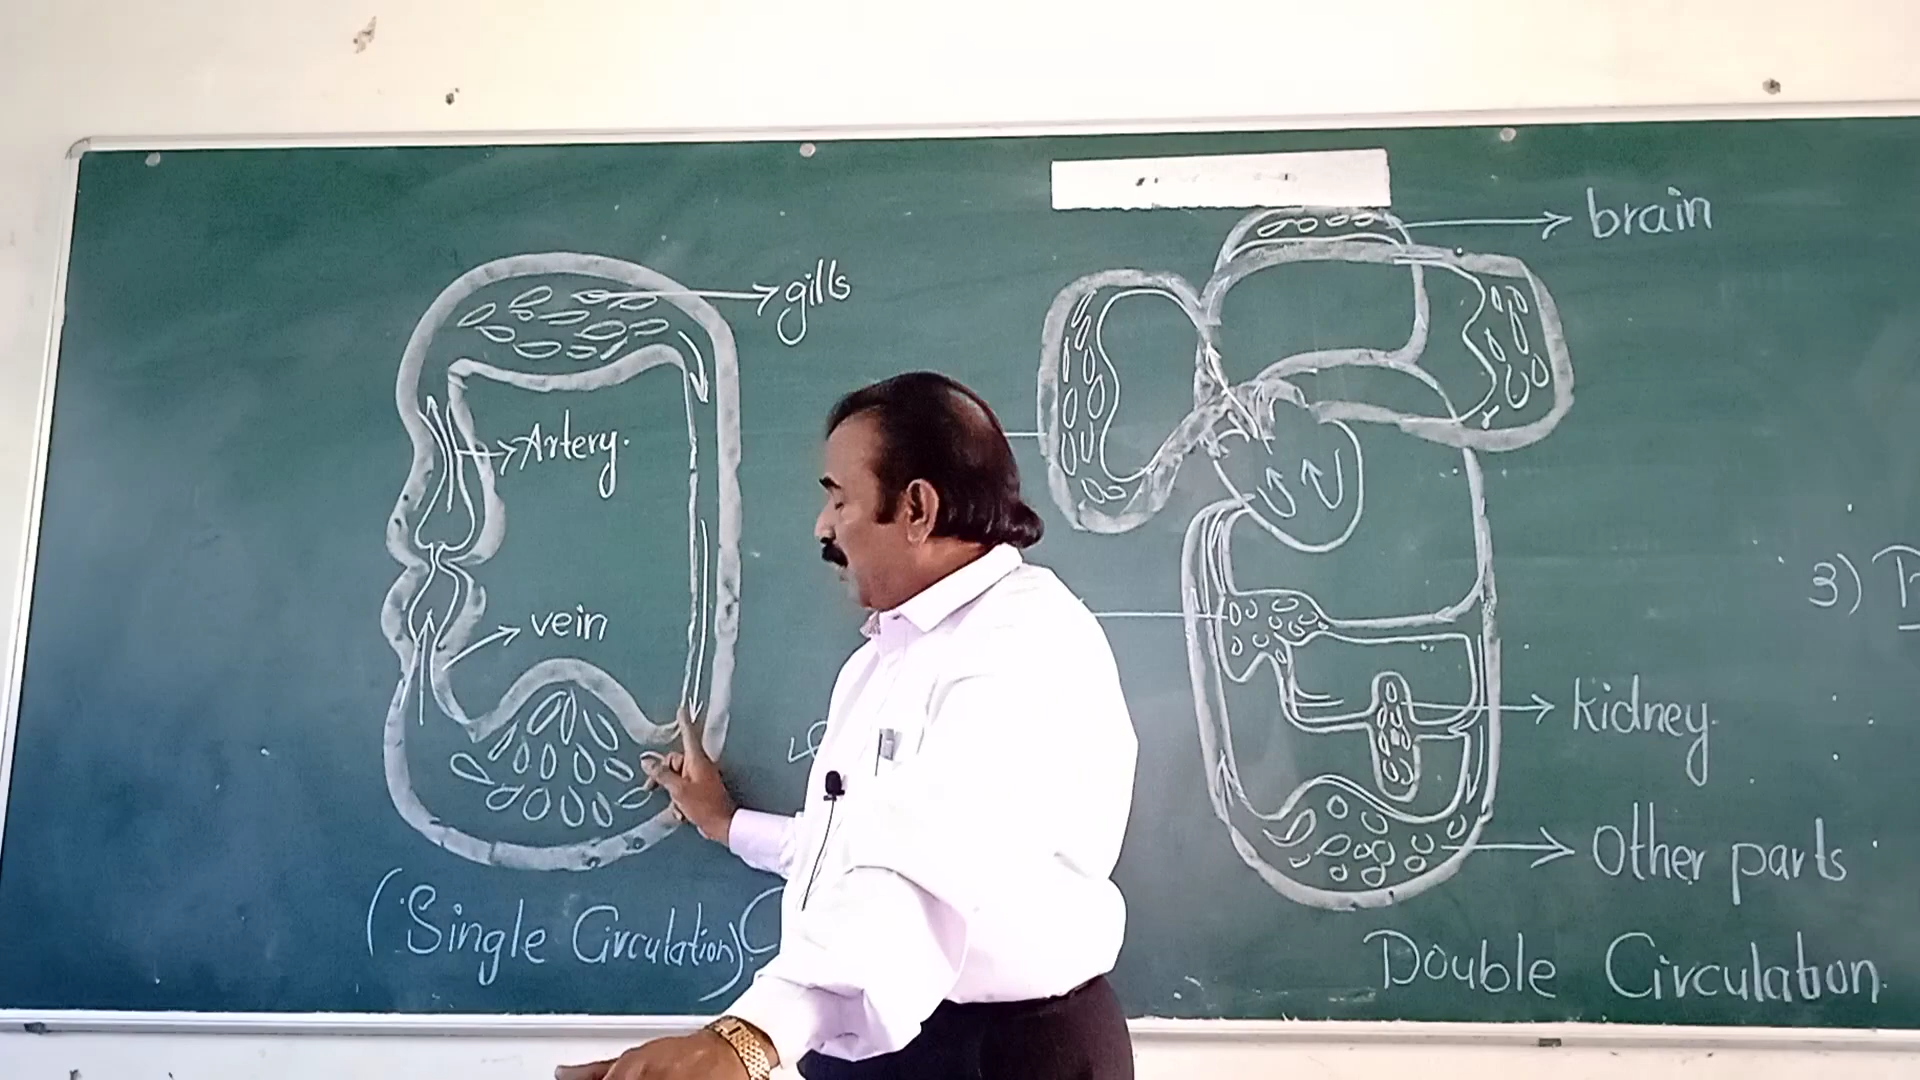 gills
Artery.
vein
(Single Circulation)
brain
kidney
Other parts
Double Circulation
3)